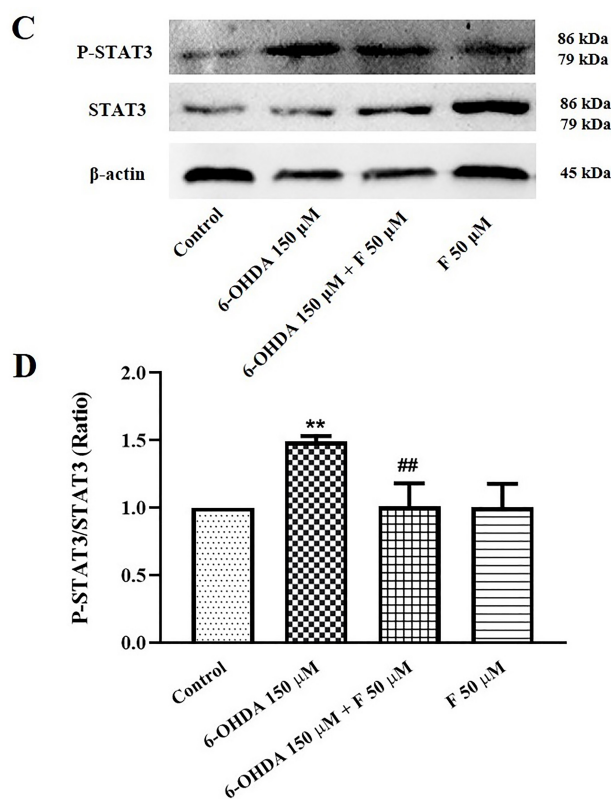 C
P-STAT3
86 kDa
79 kDa
STAT3
86 kDa
79 kDa
β-actin
45 kDa
Control
6-OHDA 150 μM
6-OHDA 150 μM + F 50 μM
F 50 μM
D
P-STAT3/STAT3 (Ratio)
2.0
1.5
1.0
0.5
0.0
**
##
Control
6-OHDA 150 μM
6-OHDA 150 μM + F 50 μM
F 50 μM